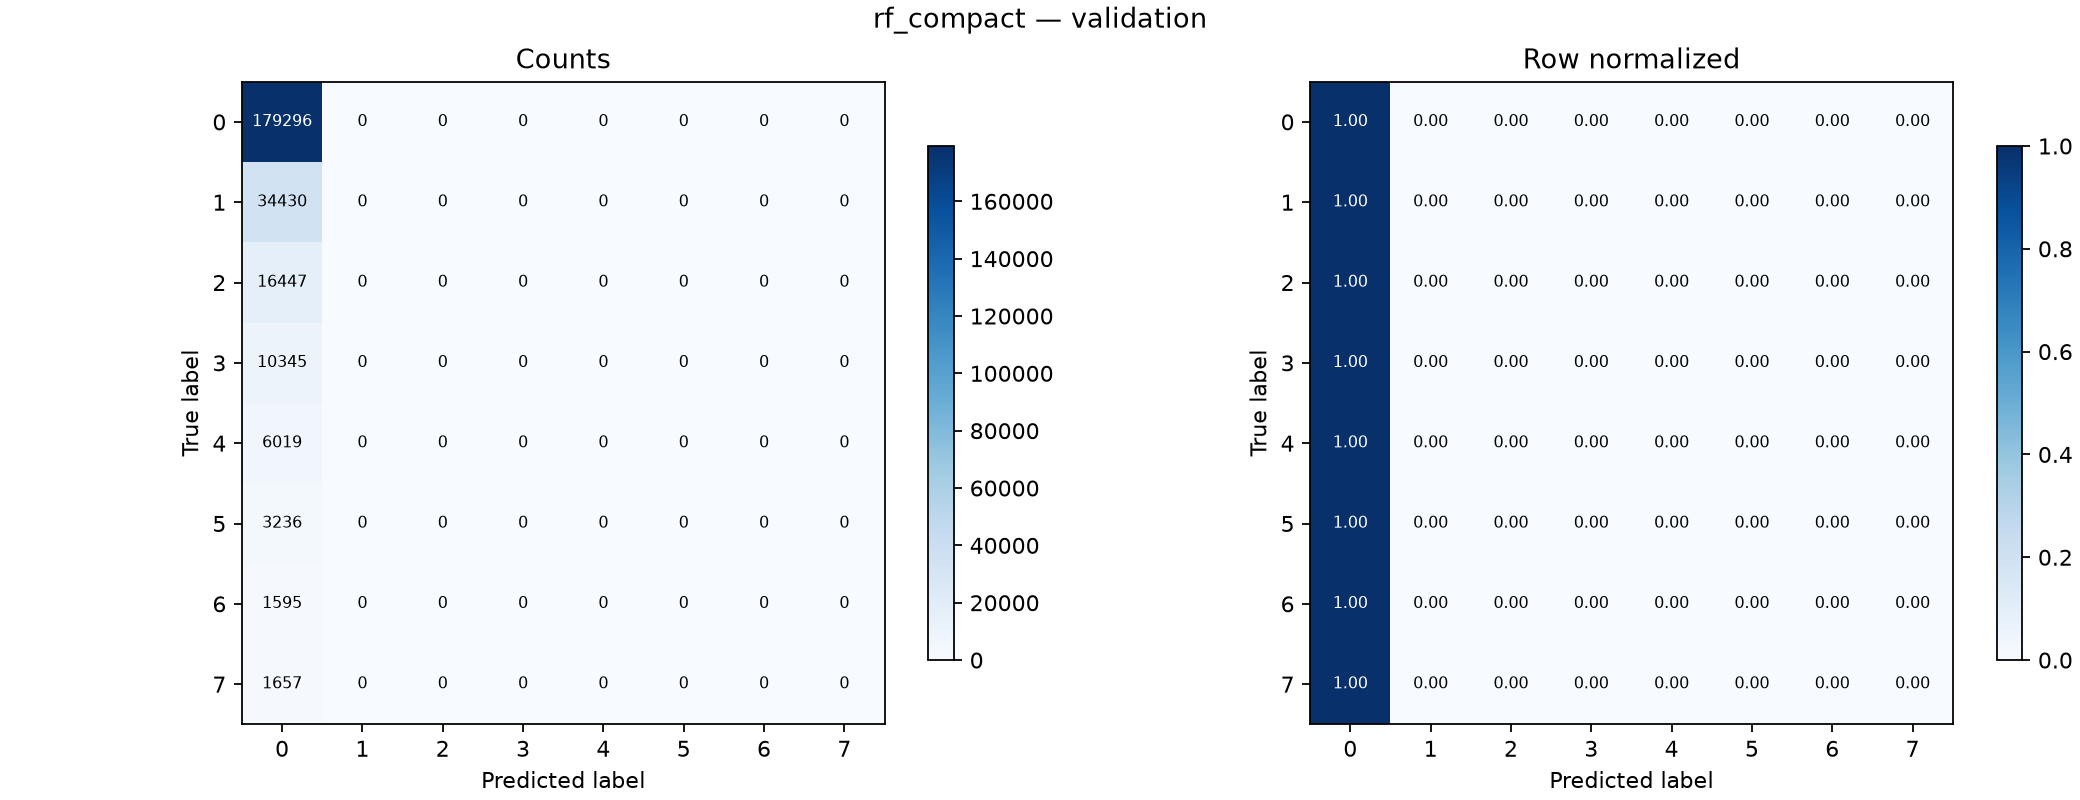 rf_compact — validation
Counts
0 179296 0 0 0 0 0 0 0
1 34430 0 0 0 0 0 0 0
2 16447 0 0 0 0 0 0 0
3 10345 0 0 0 0 0 0 0
4 6019 0 0 0 0 0 0 0
5 3236 0 0 0 0 0 0 0
6 1595 0 0 0 0 0 0 0
7 1657 0 0 0 0 0 0 0
0 1 2 3 4 5 6 7
True label
Predicted label
160000
140000
120000
100000
80000
60000
40000
20000
0
Row normalized
0 1.00 0.00 0.00 0.00 0.00 0.00 0.00 0.00
1 1.00 0.00 0.00 0.00 0.00 0.00 0.00 0.00
2 1.00 0.00 0.00 0.00 0.00 0.00 0.00 0.00
3 1.00 0.00 0.00 0.00 0.00 0.00 0.00 0.00
4 1.00 0.00 0.00 0.00 0.00 0.00 0.00 0.00
5 1.00 0.00 0.00 0.00 0.00 0.00 0.00 0.00
6 1.00 0.00 0.00 0.00 0.00 0.00 0.00 0.00
7 1.00 0.00 0.00 0.00 0.00 0.00 0.00 0.00
0 1 2 3 4 5 6 7
True label
Predicted label
1.0
0.8
0.6
0.4
0.2
0.0